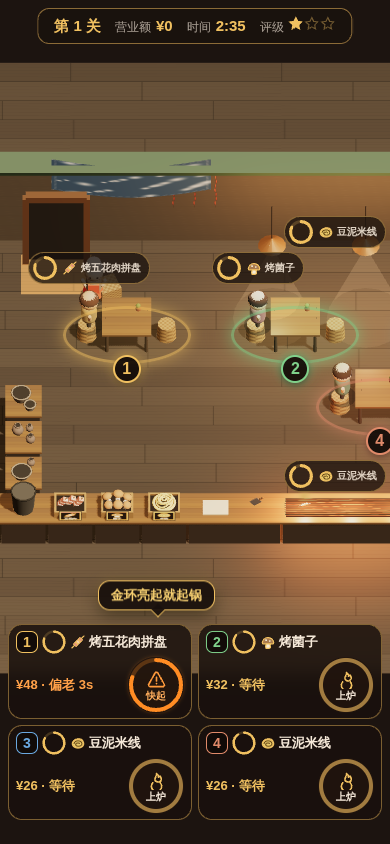 第 1 关 营业额 ¥0 时间 2:35 评级
豆泥米线
烤五花肉拼盘
烤菌子
1
2
4
豆泥米线
金环亮起就起锅
1 烤五花肉拼盘
¥48 · 偏老 3s
快起
2 烤菌子
¥32 · 等待
上炉
3 豆泥米线
¥26 · 等待
上炉
4 豆泥米线
¥26 · 等待
上炉